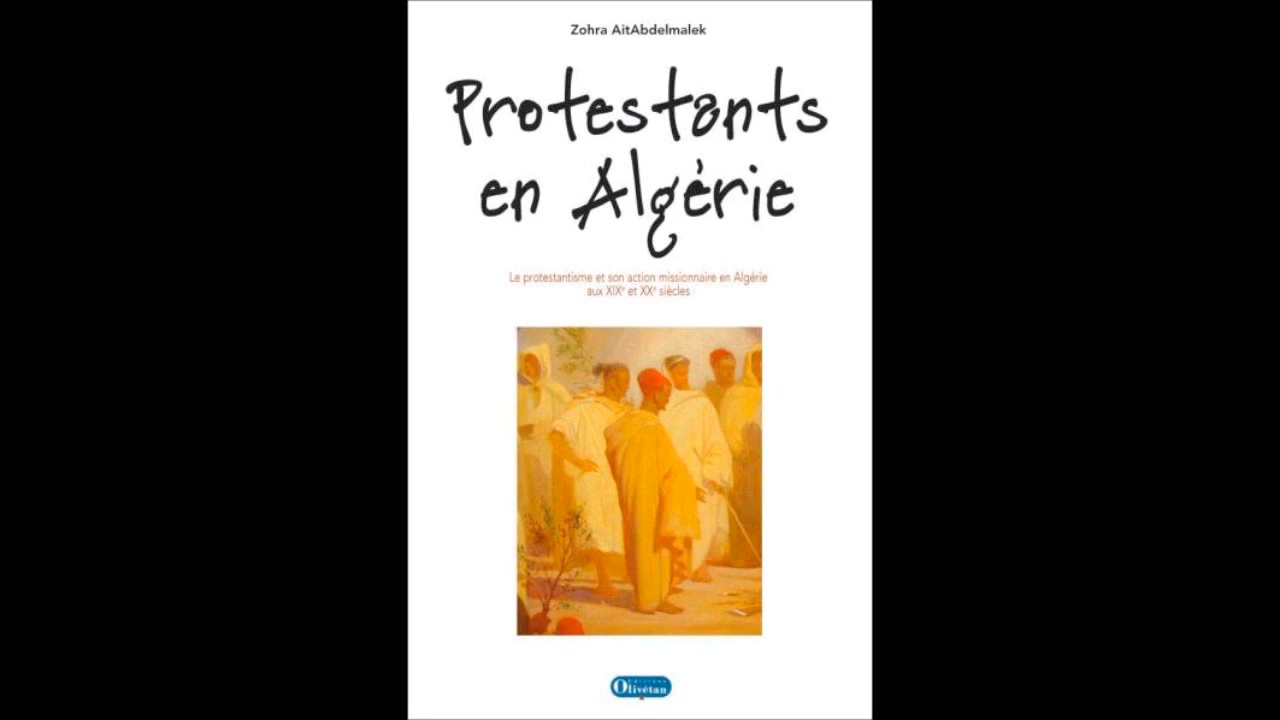 Zohra AitAbdelmalek
Protestants
en Algérie
Le protestantisme et son action missionnaire en Algérie
aux XIXᵉ et XXᵉ siècles
éditions
Olivétan